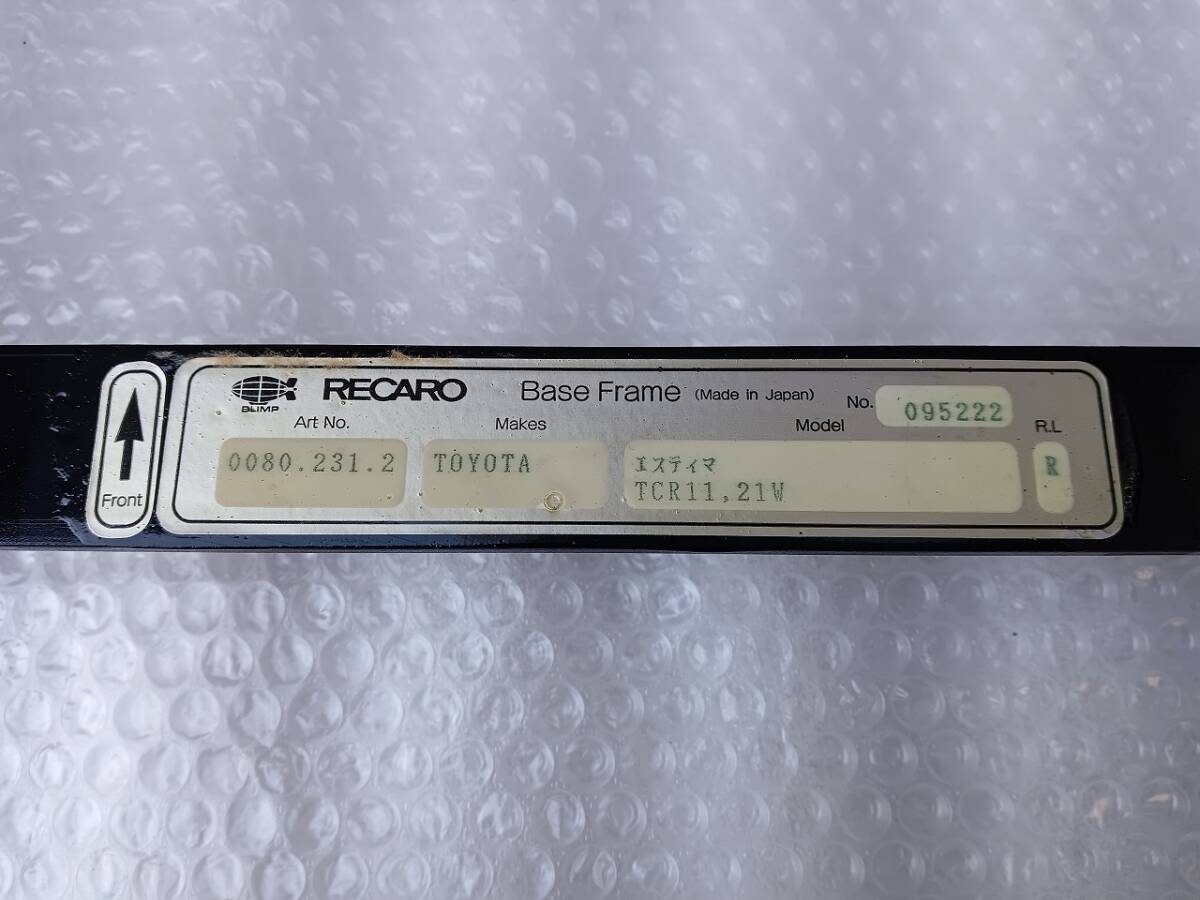 Front
BLIMP
RECARO Base Frame (Made in Japan) No. 095222
Art No. Makes Model R.L
0080.231.2 TOYOTA エスティマ R
TCR11,21W